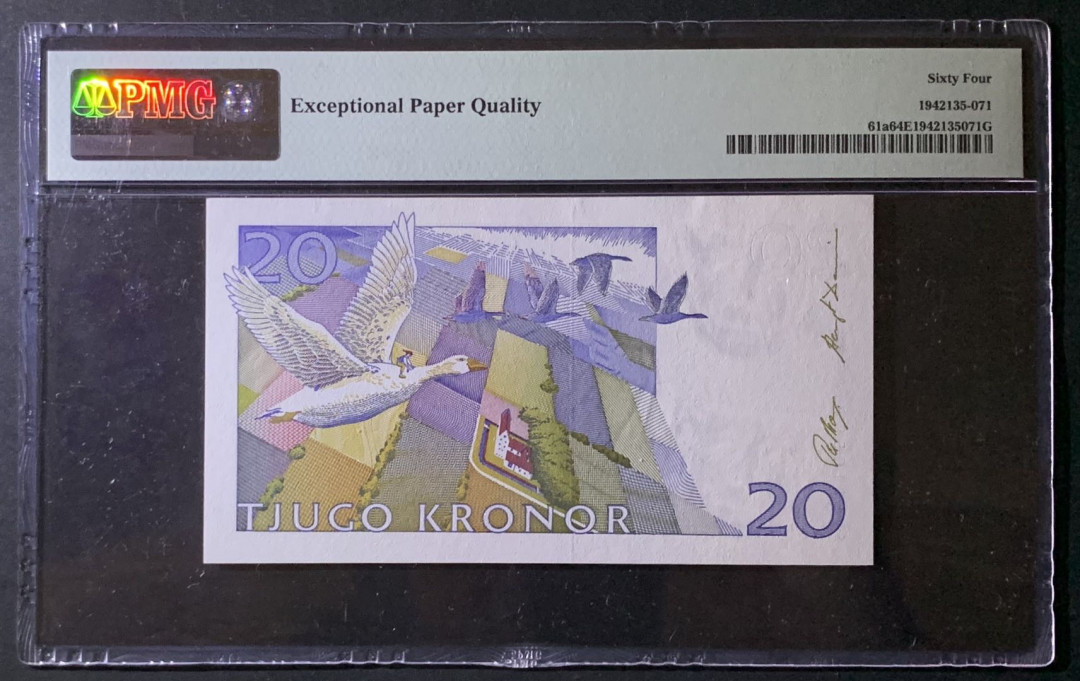 PMG
Exceptional Paper Quality
Sixty Four
1942135-071
61a64E1942135071G
20
TJUGO KRONOR
20